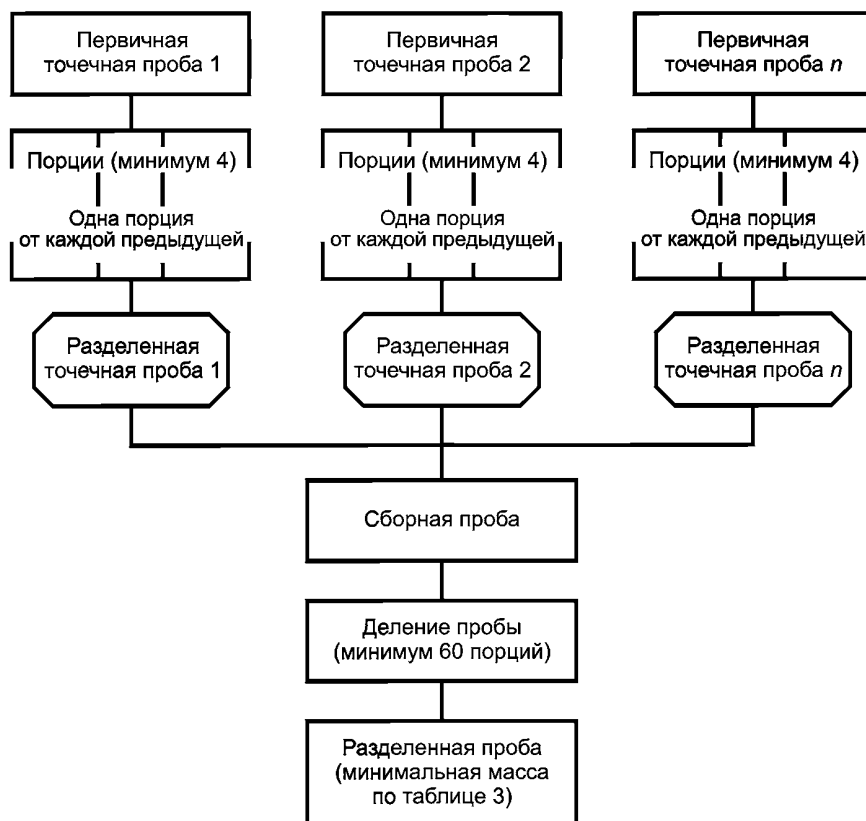 Первичная
точечная проба 1
Первичная
точечная проба 2
Первичная
точечная проба n
Порции (минимум 4)
Порции (минимум 4)
Порции (минимум 4)
Одна порция
от каждой предыдущей
Одна порция
от каждой предыдущей
Одна порция
от каждой предыдущей
Разделенная
точечная проба 1
Разделенная
точечная проба 2
Разделенная
точечная проба n
Сборная проба
Деление пробы
(минимум 60 порций)
Разделенная проба
(минимальная масса
по таблице 3)